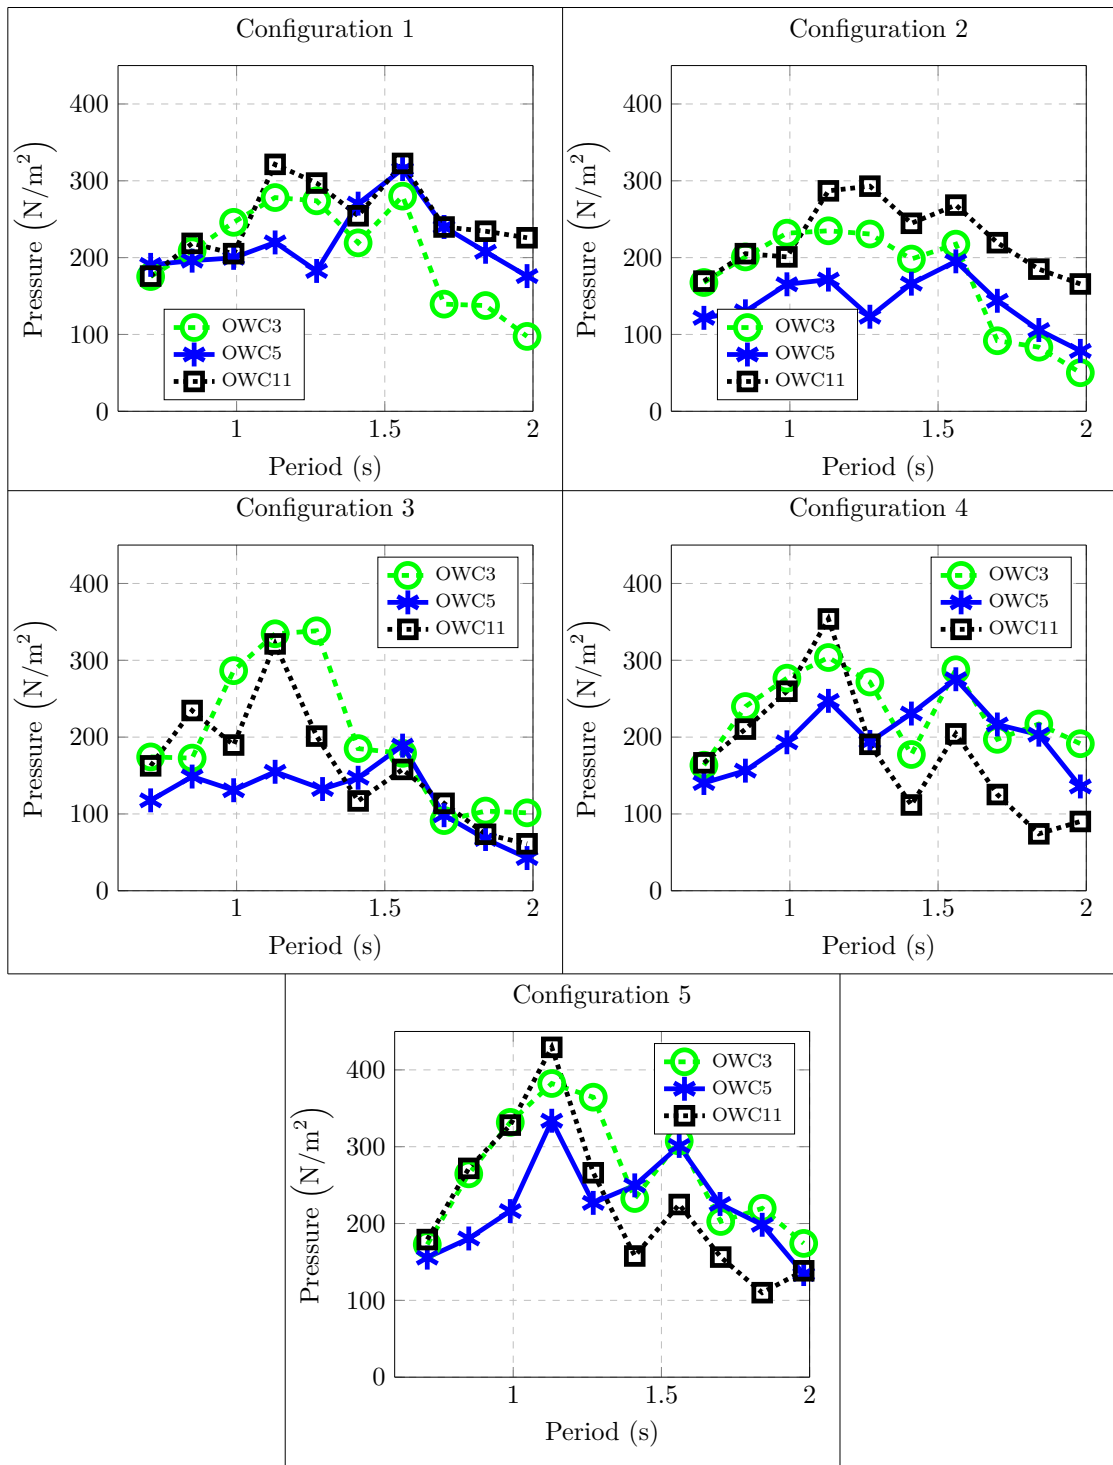 Configuration 1
400
300
200
100
0
Pressure (N/m²)
OWC3
OWC5
OWC11
1
1.5
2
Period (s)
Configuration 2
400
300
200
100
0
Pressure (N/m²)
OWC3
OWC5
OWC11
1
1.5
2
Period (s)
Configuration 3
400
300
200
100
0
Pressure (N/m²)
OWC3
OWC5
OWC11
1
1.5
2
Period (s)
Configuration 4
400
300
200
100
0
Pressure (N/m²)
OWC3
OWC5
OWC11
1
1.5
2
Period (s)
Configuration 5
400
300
200
100
0
Pressure (N/m²)
OWC3
OWC5
OWC11
1
1.5
2
Period (s)